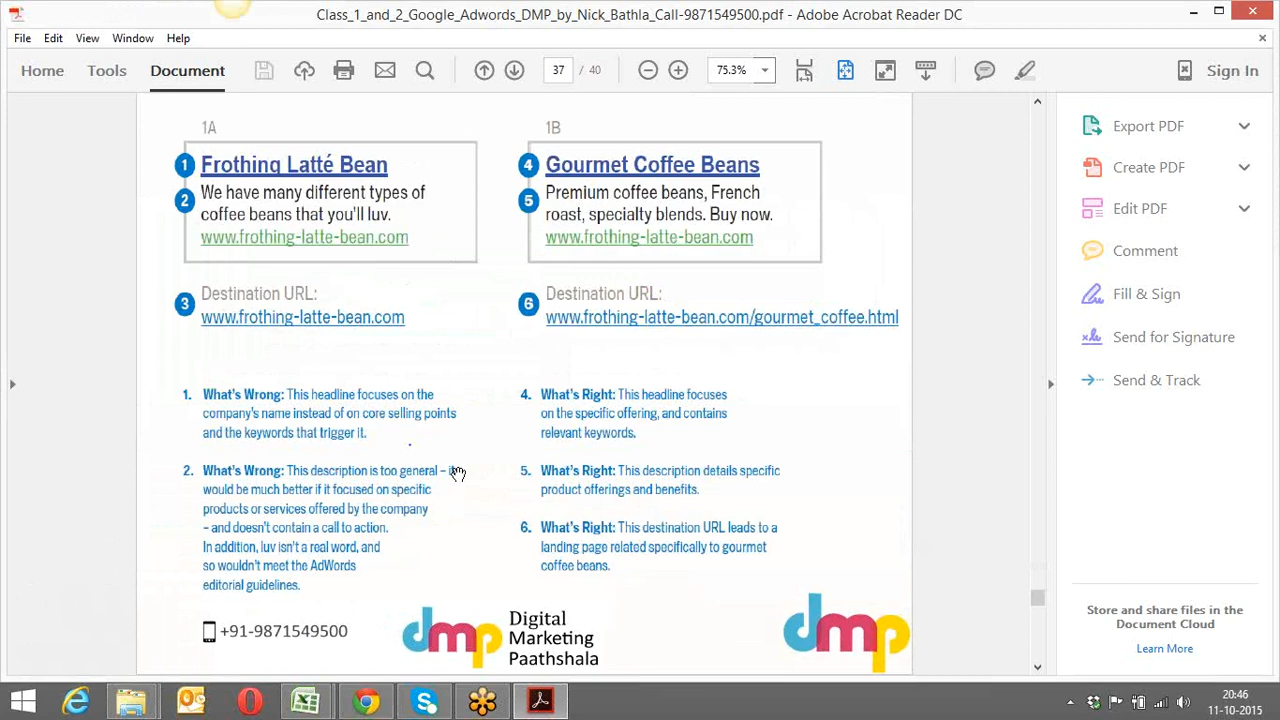 Class_1_and_2_Google_Adwords_DMP_by_Nick_Bathla_Call-9871549500.pdf - Adobe Acrobat Reader DC
File Edit View Window Help
Home Tools Document 37 / 40 75.3% Sign In
1A
1 Frothing Latté Bean
2 We have many different types of
coffee beans that you'll luv.
www.frothing-latte-bean.com
3 Destination URL:
www.frothing-latte-bean.com
1B
4 Gourmet Coffee Beans
5 Premium coffee beans, French
roast, specialty blends. Buy now.
www.frothing-latte-bean.com
6 Destination URL:
www.frothing-latte-bean.com/gourmet_coffee.html
1. What's Wrong: This headline focuses on the
company's name instead of on core selling points
and the keywords that trigger it.
2. What's Wrong: This description is too general – it
would be much better if it focused on specific
products or services offered by the company
– and doesn't contain a call to action.
In addition, luv isn't a real word, and
so wouldn't meet the AdWords
editorial guidelines.
4. What's Right: This headline focuses
on the specific offering, and contains
relevant keywords.
5. What's Right: This description details specific
product offerings and benefits.
6. What's Right: This destination URL leads to a
landing page related specifically to gourmet
coffee beans.
+91-9871549500
dmp
Digital
Marketing
Paathshala
dmp
Export PDF
Create PDF
Edit PDF
Comment
Fill & Sign
Send for Signature
Send & Track
Store and share files in the
Document Cloud
Learn More
20:46
11-10-2015